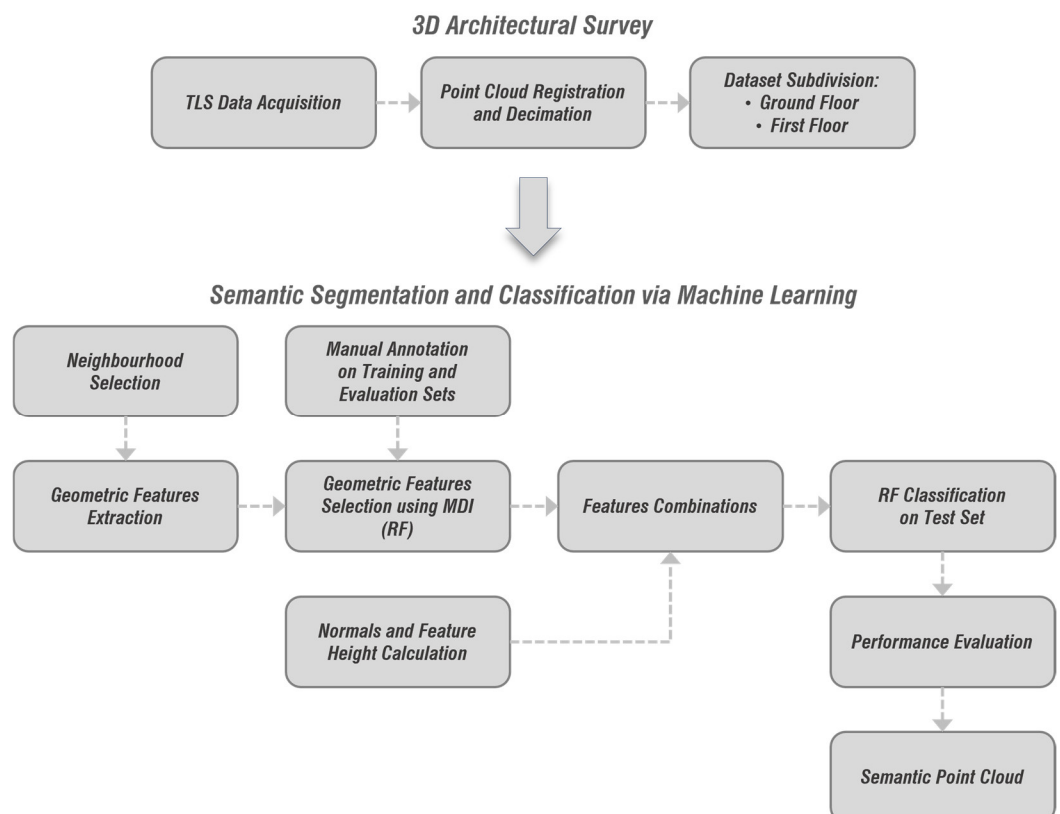 3D Architectural Survey
TLS Data Acquisition
Point Cloud Registration
and Decimation
Dataset Subdivision:
• Ground Floor
• First Floor
Semantic Segmentation and Classification via Machine Learning
Neighbourhood
Selection
Manual Annotation
on Training and
Evaluation Sets
Geometric Features
Extraction
Geometric Features
Selection using MDI
(RF)
Features Combinations
RF Classification
on Test Set
Normals and Feature
Height Calculation
Performance Evaluation
Semantic Point Cloud